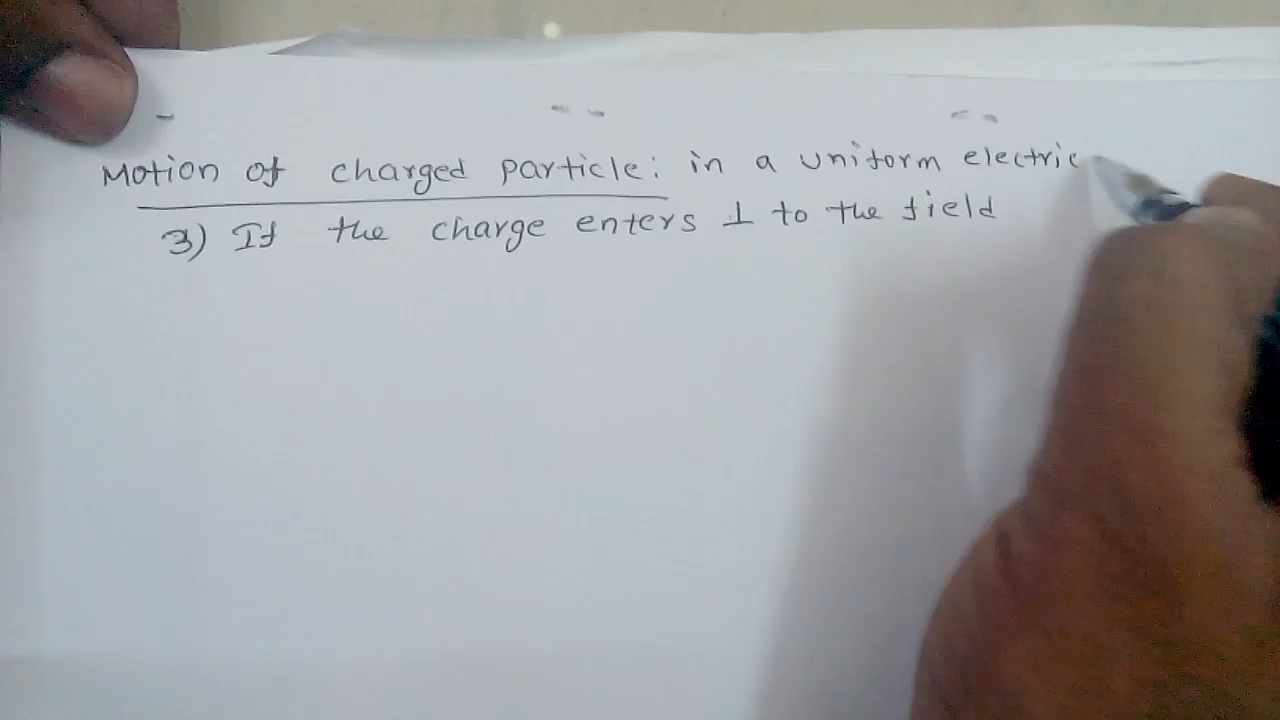 Motion of charged particle: in a uniform electric
3) If the charge enters ⊥ to the field